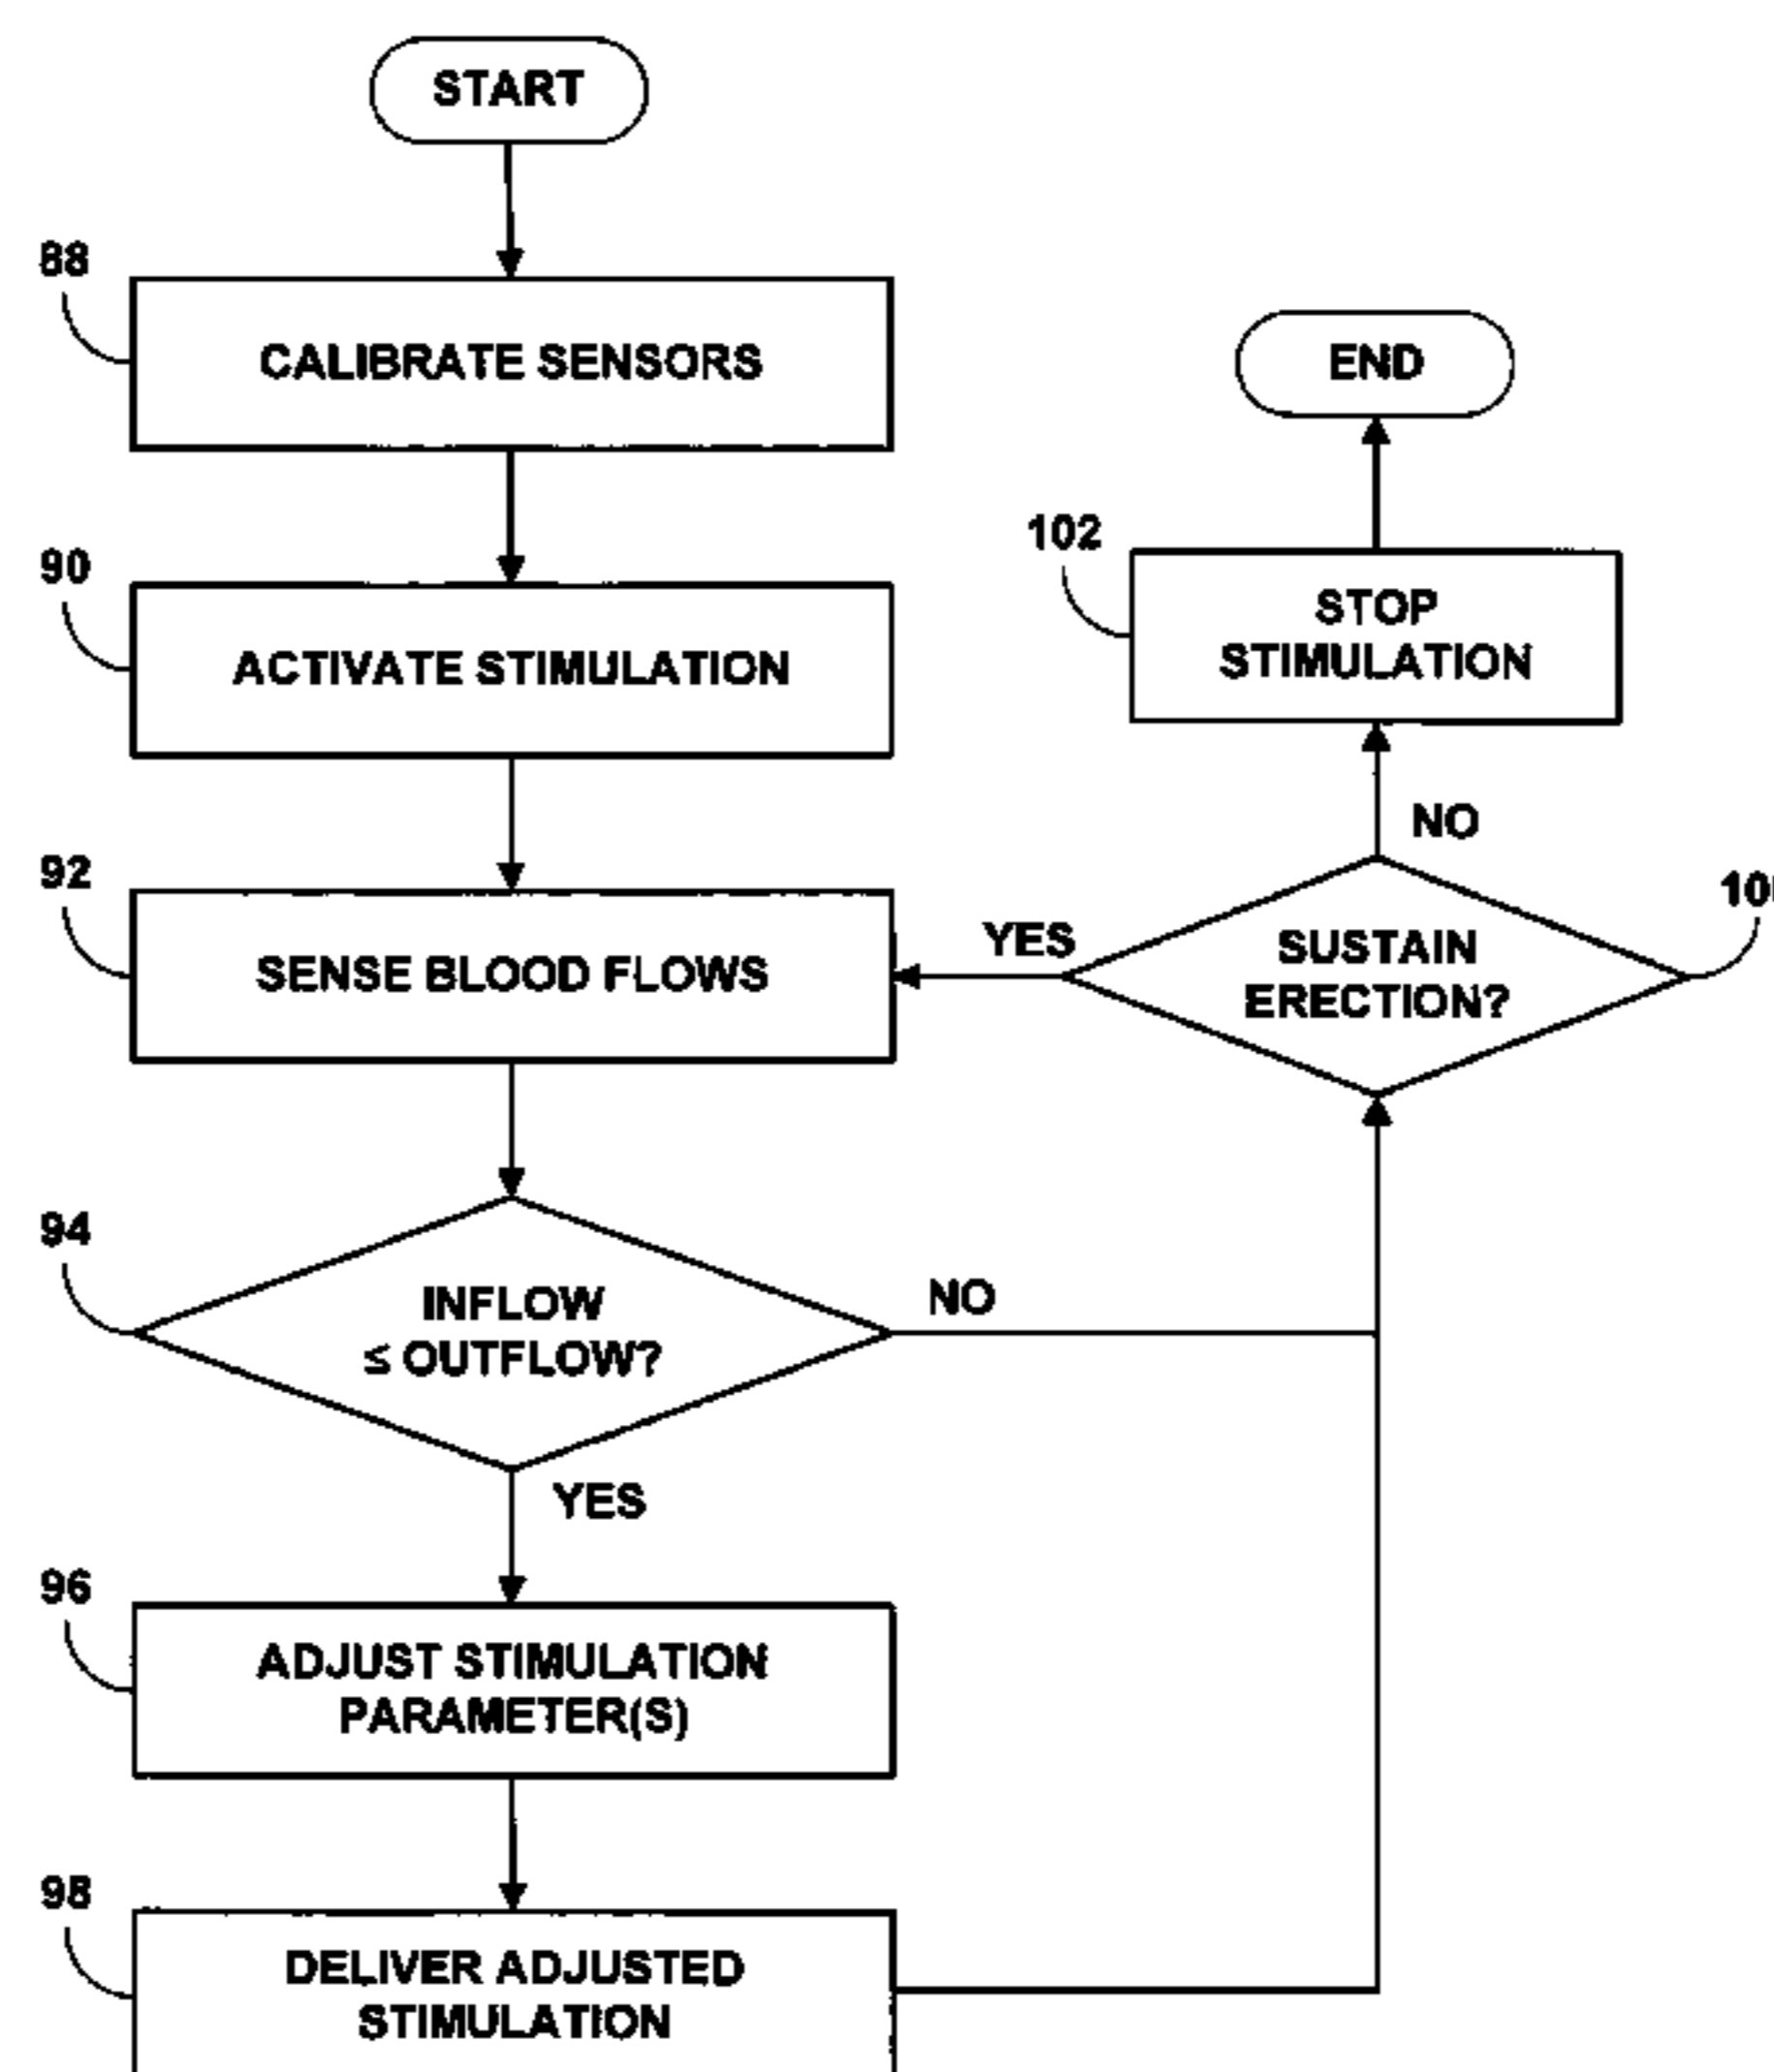 START
88
CALIBRATE SENSORS
90
ACTIVATE STIMULATION
92
SENSE BLOOD FLOWS
94
INFLOW
≤ OUTFLOW?
NO
YES
96
ADJUST STIMULATION
PARAMETER(S)
98
DELIVER ADJUSTED
STIMULATION
END
102
STOP
STIMULATION
NO
YES
SUSTAIN
ERECTION?